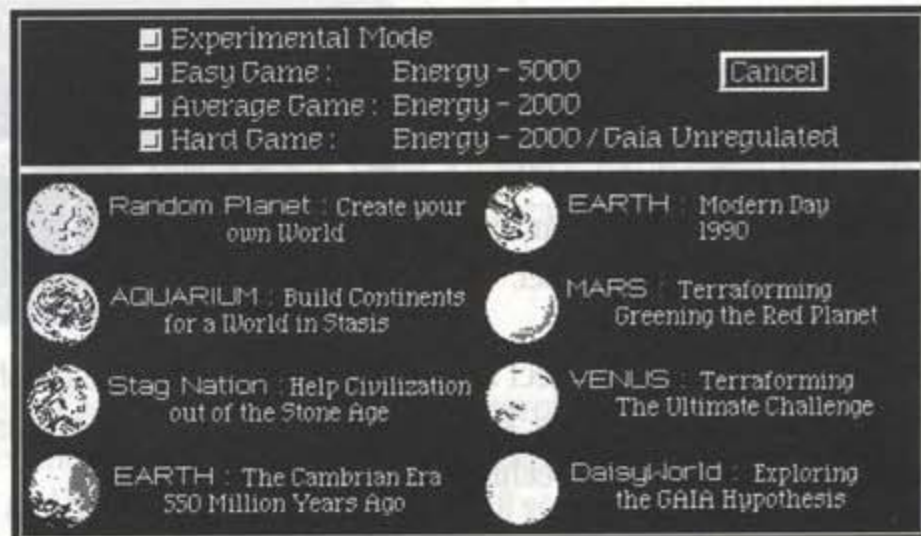 Experimental Mode
Easy Game : Energy - 5000
Cancel
Average Game : Energy - 2000
Hard Game : Energy - 2000 / Gaia Unregulated
Random Planet : Create your
own World
AQUARIUM : Build Continents
for a World in Stasis
Stag Nation : Help Civilization
out of the Stone Age
EARTH : The Cambrian Era
550 Million Years Ago
EARTH : Modern Day
1990
MARS : Terraforming
Greening the Red Planet
VENUS : Terraforming
The Ultimate Challenge
DaisyWorld : Exploring
the GAIA Hypothesis